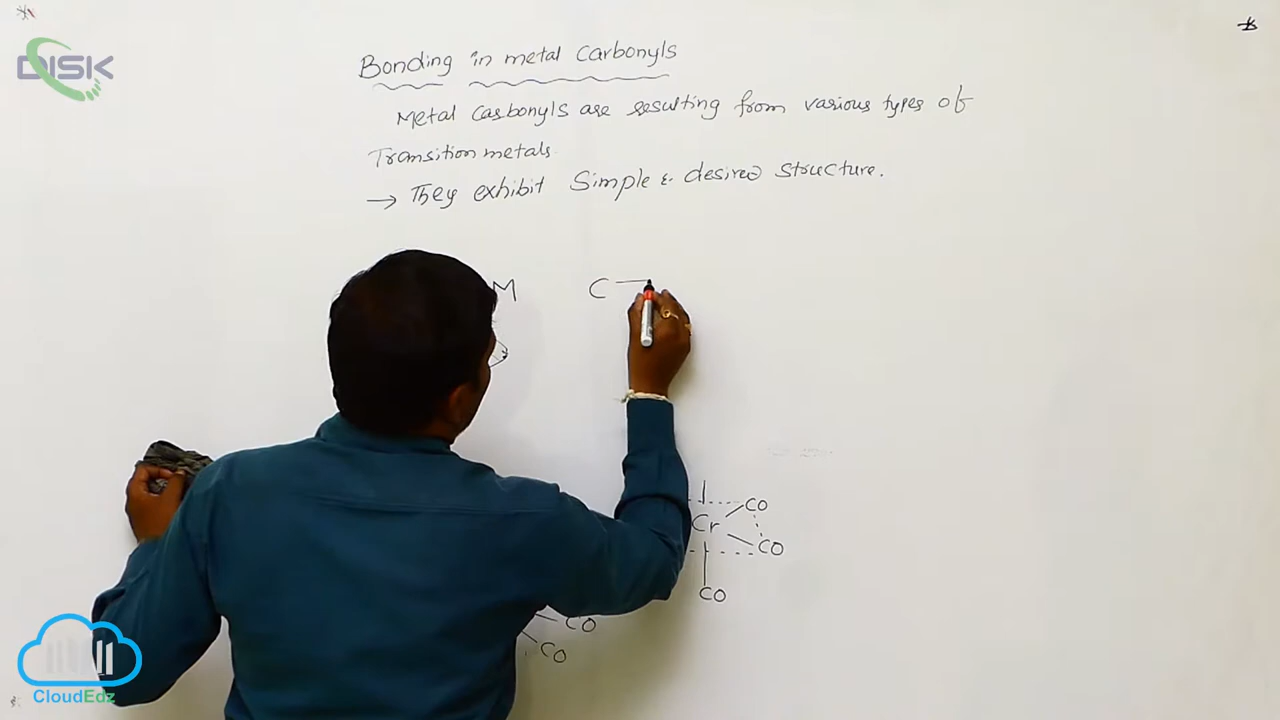 DISK
Bonding in metal carbonyls
Metal carbonyls are resulting from various types of
Transition metals.
→ They exhibit simple & desired structure.
M C —
CO
Cr
CO
CO
CO
CO
CloudEdz